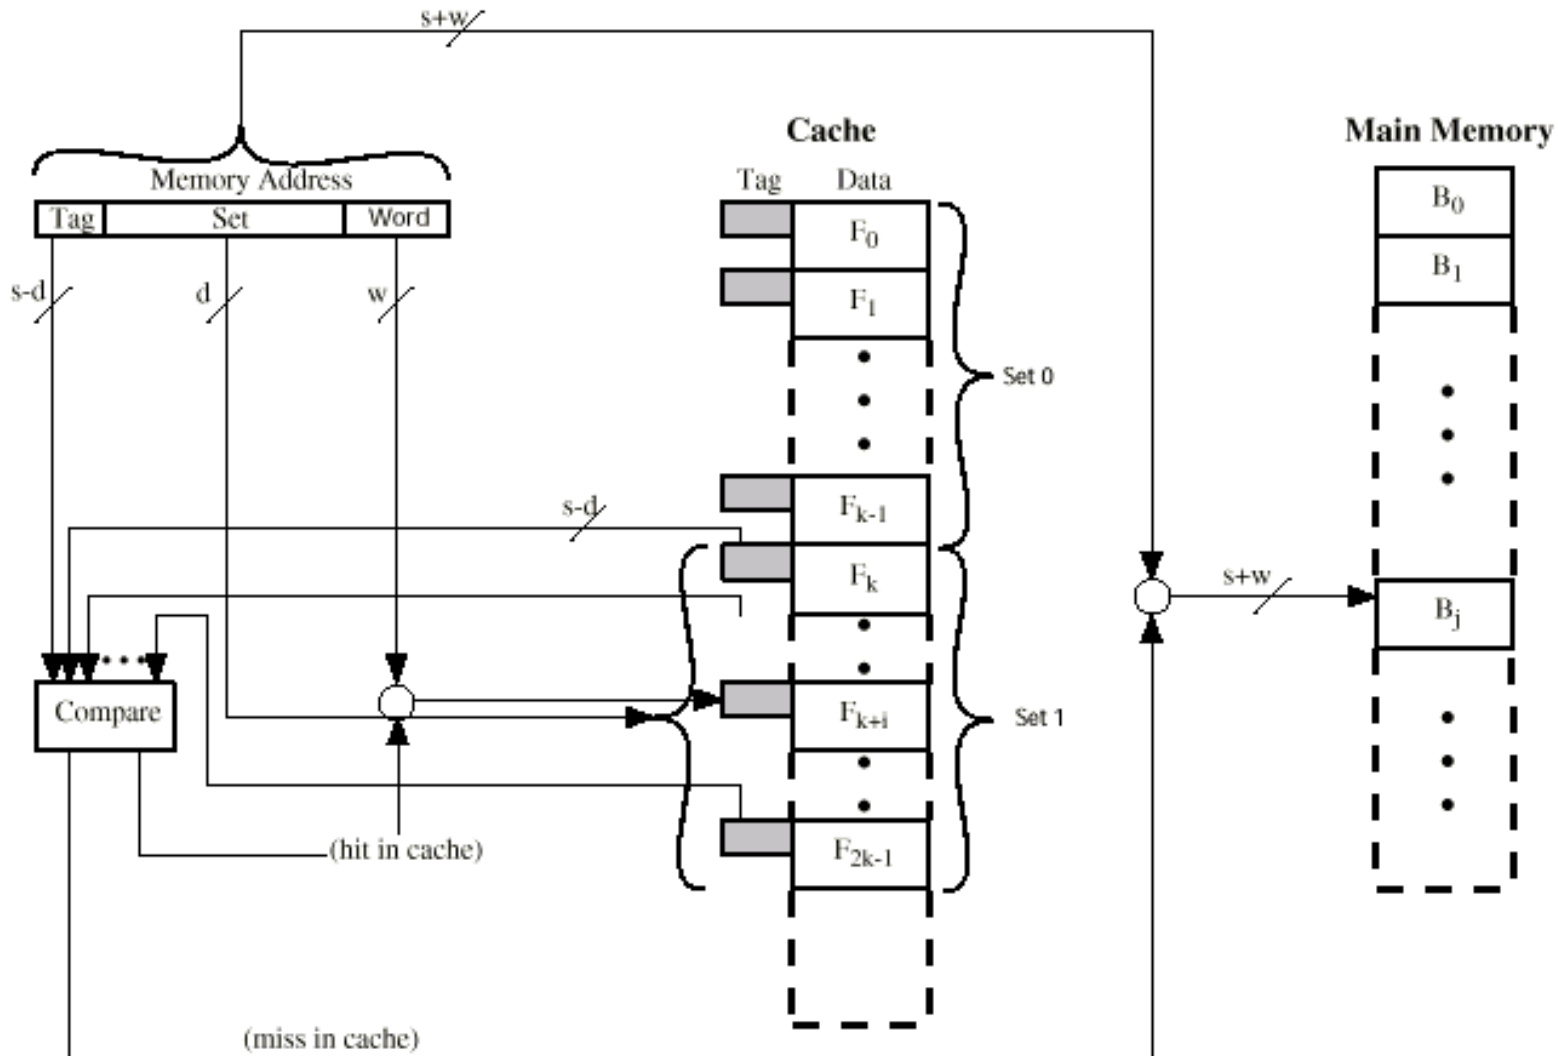 s+w
Cache
Main Memory
Memory Address
Tag Data
Tag Set Word
B0
F0
B1
s-d d w
F1
Set 0
s-d
Fk-1
Fk
s+w
Bj
Compare
Fk+i
Set 1
(hit in cache)
F2k-1
(miss in cache)